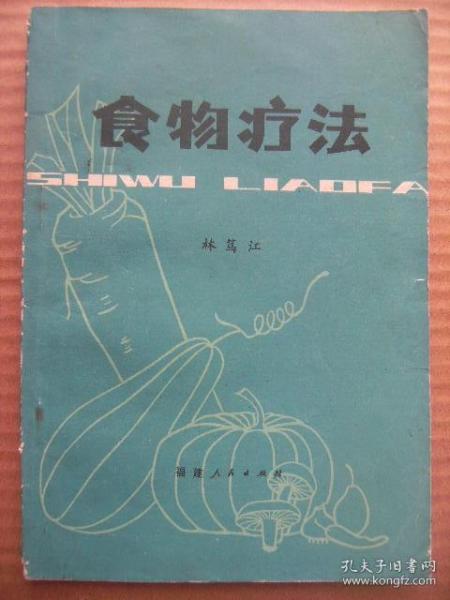 食物疗法
SHIWU LIAOFA
林篤江
福建人民出版社
孔夫子旧书网
www.kongfz.com